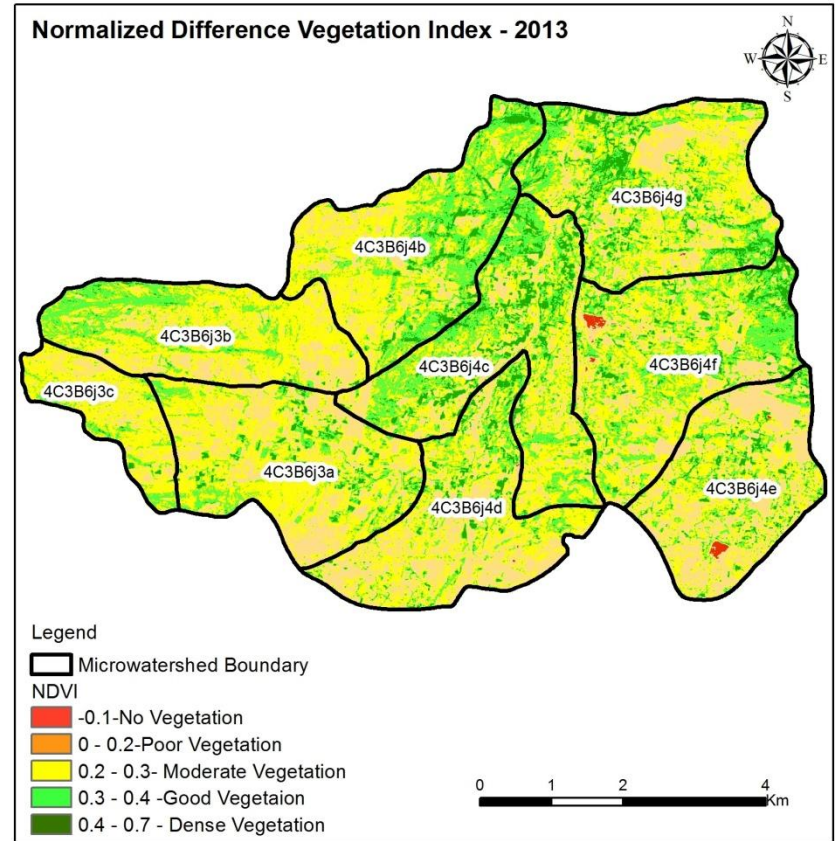 Normalized Difference Vegetation Index - 2013
N
W E
S
4C3B6j4g
4C3B6j4b
4C3B6j3b
4C3B6j4c
4C3B6j4f
4C3B6j3c
4C3B6j3a
4C3B6j4e
4C3B6j4d
Legend
Microwatershed Boundary
NDVI
-0.1-No Vegetation
0 - 0.2-Poor Vegetation
0.2 - 0.3- Moderate Vegetation
0.3 - 0.4 -Good Vegetaion
0.4 - 0.7 - Dense Vegetation
0 1 2 4
Km